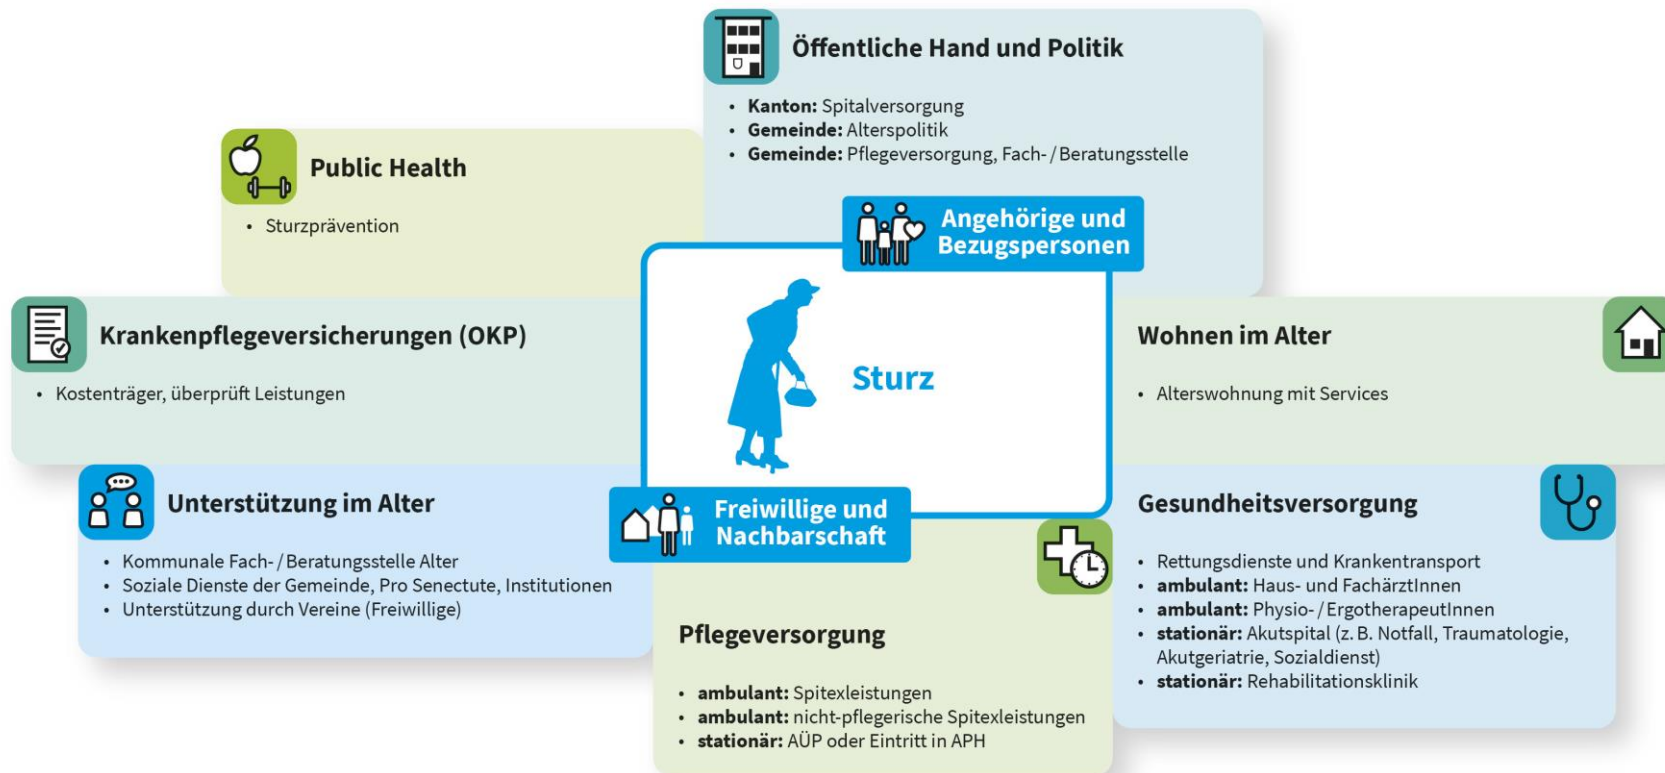 Öffentliche Hand und Politik
• Kanton: Spitalversorgung
• Gemeinde: Alterspolitik
• Gemeinde: Pflegeversorgung, Fach-/Beratungsstelle
Public Health
• Sturzprävention
Angehörige und
Bezugspersonen
Krankenpflegeversicherungen (OKP)
• Kostenträger, überprüft Leistungen
Sturz
Wohnen im Alter
• Alterswohnung mit Services
Unterstützung im Alter
• Kommunale Fach-/Beratungsstelle Alter
• Soziale Dienste der Gemeinde, Pro Senectute, Institutionen
• Unterstützung durch Vereine (Freiwillige)
Freiwillige und
Nachbarschaft
Gesundheitsversorgung
• Rettungsdienste und Krankentransport
• ambulant: Haus- und FachärztInnen
• ambulant: Physio-/ErgotherapeutInnen
• stationär: Akutspital (z. B. Notfall, Traumatologie,
Akutgeriatrie, Sozialdienst)
• stationär: Rehabilitationsklinik
Pflegeversorgung
• ambulant: Spitexleistungen
• ambulant: nicht-pflegerische Spitexleistungen
• stationär: AÜP oder Eintritt in APH